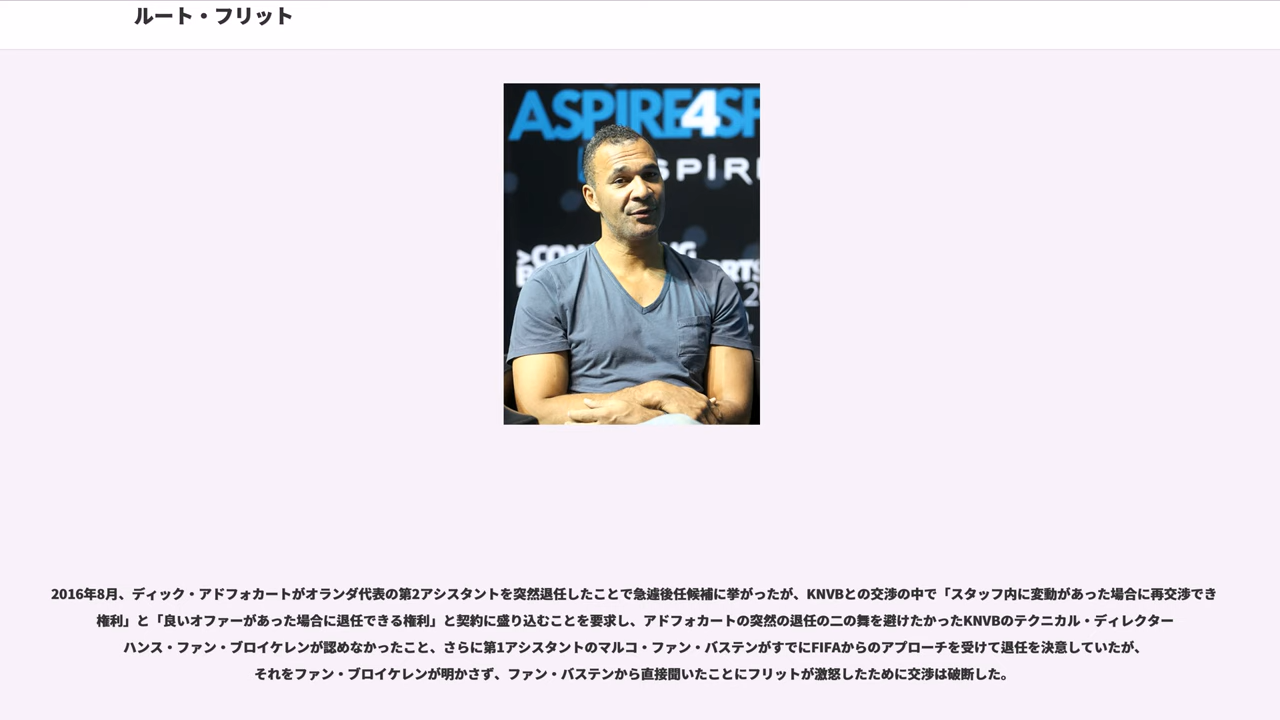 ルート・フリット
ASPIRE4SP
SPIRE
2016年8月、ディック・アドフォカートがオランダ代表の第2アシスタントを突然退任したことで急遽後任候補に挙がったが、KNVBとの交渉の中で「スタッフ内に変動があった場合に再交渉でき
権利」と「良いオファーがあった場合に退任できる権利」と契約に盛り込むことを要求し、アドフォカートの突然の退任の二の舞を避けたかったKNVBのテクニカル・ディレクター
ハンス・ファン・ブロイケレンが認めなかったこと、さらに第1アシスタントのマルコ・ファン・バステンがすでにFIFAからのアプローチを受けて退任を決意していたが、
それをファン・ブロイケレンが明かさず、ファン・バステンから直接聞いたことにフリットが激怒したために交渉は破断した。